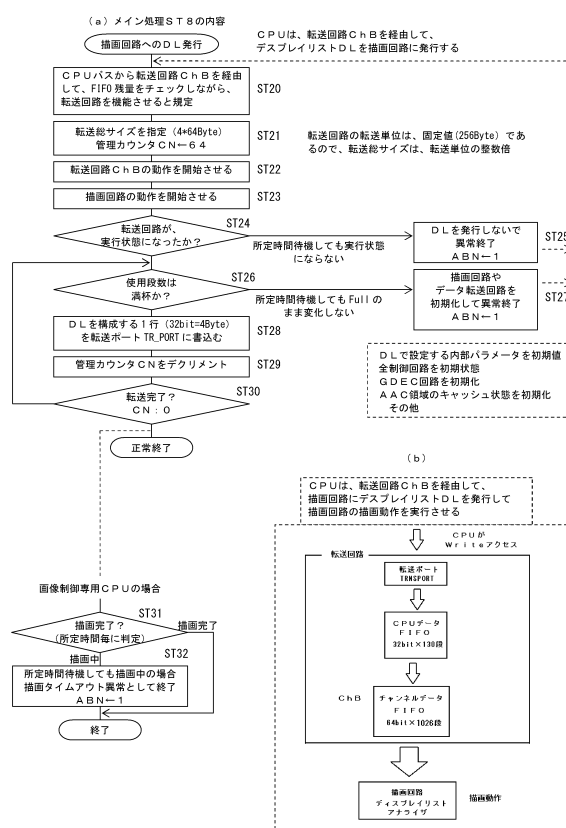 （ａ）メイン処理ＳＴ８の内容
描画回路へのＤＬ発行
ＣＰＵは、転送回路ＣｈＢを経由して、
デスプレイリストＤＬを描画回路に発行する
ＣＰＵバスから転送回路ＣｈＢを経由
して、FIFO残量をチェックしながら、
転送回路を機能させると規定
ST20
転送総サイズを指定（4*64Byte）
管理カウンタＣＮ←６４
ST21
転送回路の転送単位は、固定値(256Byte）であ
るので、転送総サイズは、転送単位の整数倍
転送回路ＣｈＢの動作を開始させる
ST22
描画回路の動作を開始させる
ST23
転送回路が、
実行状態になったか？
ST24
所定時間待機しても実行状態
にならない
ＤＬを発行しないで
異常終了
ＡＢＮ←１
ST25
使用段数は
満杯か？
ST26
所定時間待機してもFullの
まま変化しない
描画回路や
データ転送回路を
初期化して異常終了
ＡＢＮ←１
ST27
ＤＬを構成する１行（32bit=4Byte）
を転送ポートTR_PORTに書込む
ST28
管理カウンタＣＮをデクリメント
ST29
転送完了？
ＣＮ：０
ST30
正常終了
ＤＬで設定する内部パラメータを初期値
全制御回路を初期状態
ＧＤＥＣ回路を初期化
ＡＡＣ領域のキャッシュ状態を初期化
その他
（ｂ）
ＣＰＵは、転送回路ＣｈＢを経由して、
描画回路にデスプレイリストＤＬを発行して
描画回路の描画動作を実行させる
ＣＰＵが
Ｗｒｉｔｅアクセス
転送回路
転送ポート
TRNSPORT
ＣＰＵデータ
ＦＩＦＯ
32bit×130段
ＣｈＢ
チャンネルデータ
ＦＩＦＯ
64bit×1026段
描画回路
ディスプレイリスト
アナライザ
描画動作
画像制御専用ＣＰＵの場合
描画完了？
（所定時間毎に判定）
ST31
描画完了
描画中
ST32
所定時間待機しても描画中の場合
描画タイムアウト異常として終了
ＡＢＮ←１
終了